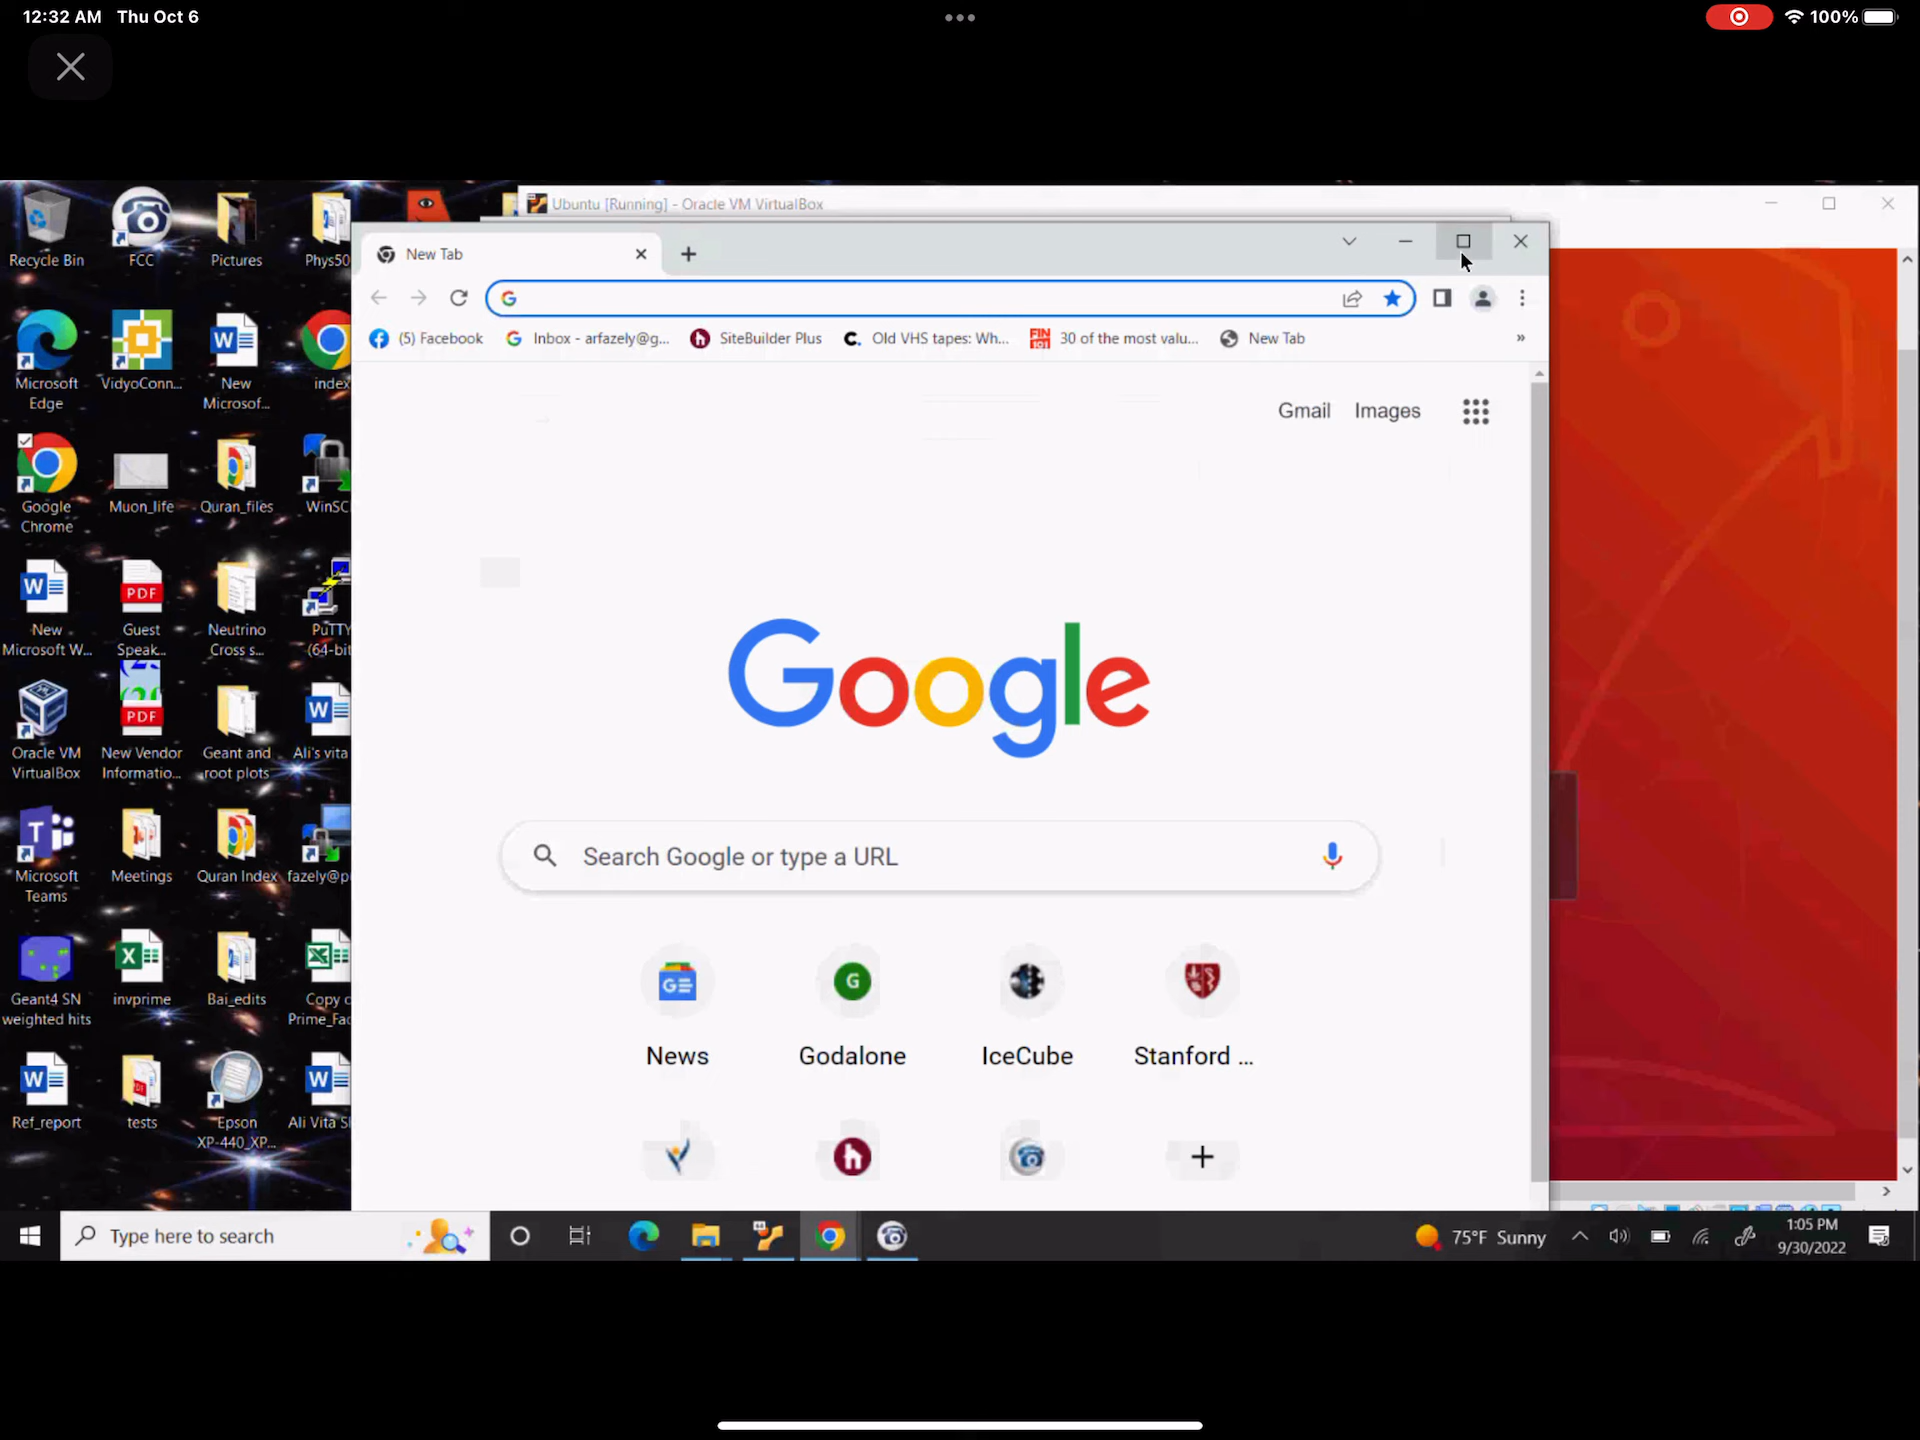 12:32 AM Thu Oct 6
100%
Ubuntu [Running] - Oracle VM VirtualBox
New Tab
(5) Facebook
Inbox - arfazely@g...
SiteBuilder Plus
Old VHS tapes: Wh...
30 of the most valu...
New Tab
»
Gmail Images
Google
Search Google or type a URL
News
Godalone
IceCube
Stanford ...
Recycle Bin
FCC
Pictures
Phys50
Microsoft
Edge
VidyoConn...
New
Microsof...
index
Google
Chrome
Muon_life
Quran_files
WinSC
New
Microsoft W...
Guest
Speak...
Neutrino
Cross s...
PuTTY
(64-bit
Oracle VM
VirtualBox
New Vendor
Informatio...
Geant and
root plots
Ali's vita
Microsoft
Teams
Meetings
Quran Index
fazely@p
Geant4 SN
weighted hits
invprime
Bai_edits
Copy c
Prime_Fac
Ref_report
tests
Epson
XP-440_XP...
Ali Vita S
Type here to search
75°F Sunny
1:05 PM
9/30/2022